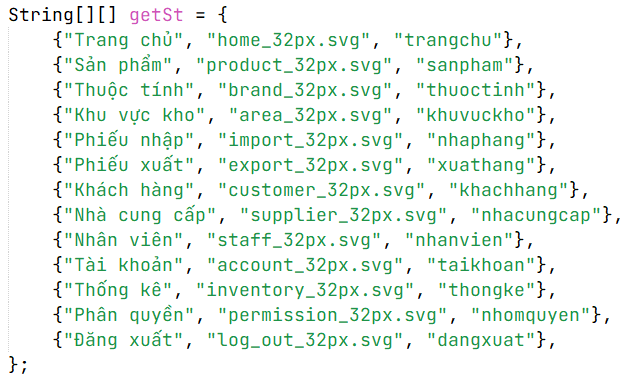 String[][] getSt = {
    {"Trang chủ", "home_32px.svg", "trangchu"},
    {"Sản phẩm", "product_32px.svg", "sanpham"},
    {"Thuộc tính", "brand_32px.svg", "thuoctinh"},
    {"Khu vực kho", "area_32px.svg", "khuvuckho"},
    {"Phiếu nhập", "import_32px.svg", "nhaphang"},
    {"Phiếu xuất", "export_32px.svg", "xuathang"},
    {"Khách hàng", "customer_32px.svg", "khachhang"},
    {"Nhà cung cấp", "supplier_32px.svg", "nhacungcap"},
    {"Nhân viên", "staff_32px.svg", "nhanvien"},
    {"Tài khoản", "account_32px.svg", "taikhoan"},
    {"Thống kê", "inventory_32px.svg", "thongke"},
    {"Phân quyền", "permission_32px.svg", "nhomquyen"},
    {"Đăng xuất", "log_out_32px.svg", "dangxuat"},
};